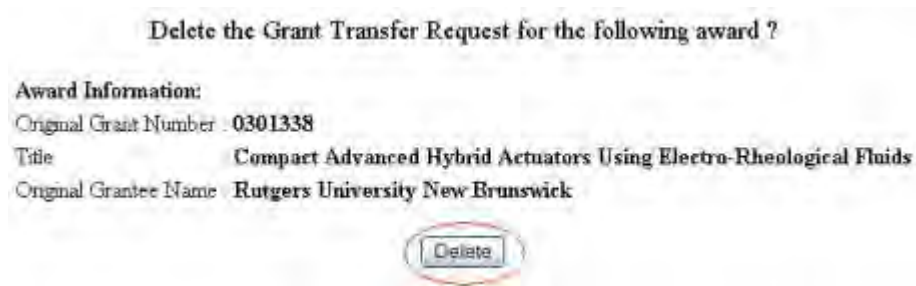 Delete the Grant Transfer Request for the following award ?
Award Information:
Original Grant Number 0301338
Title Compact Advanced Hybrid Actuators Using Electro-Rheological Fluids
Original Grantee Name Rutgers University New Brunswick
Delete